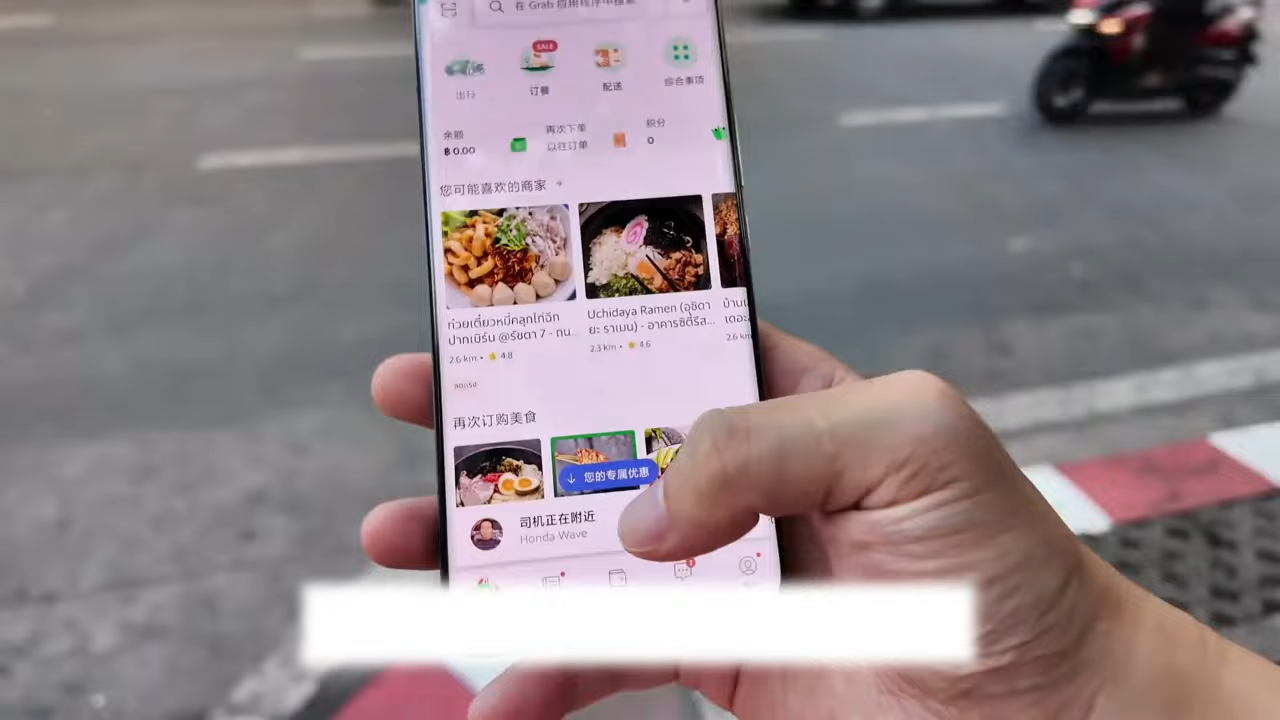 在 Grab 应用程序中搜索
SALE
出行
订餐
配送
综合事项
余额
฿ 0.00
再次下单
以往订单
积分
0
您可能喜欢的商家
ก๋วยเตี๋ยวหมี่คลุกไก่ฉีก
ปากเบิร์น @รัชดา 7 - ถน...
2.6 km • 4.8
Uchidaya Ramen (อุชิดา
ยะ ราเมน) - อาคารซิตี้รีส...
2.3 km • 4.6
2.6 km
再次订购美食
您的专属优惠
司机正在附近
Honda Wave